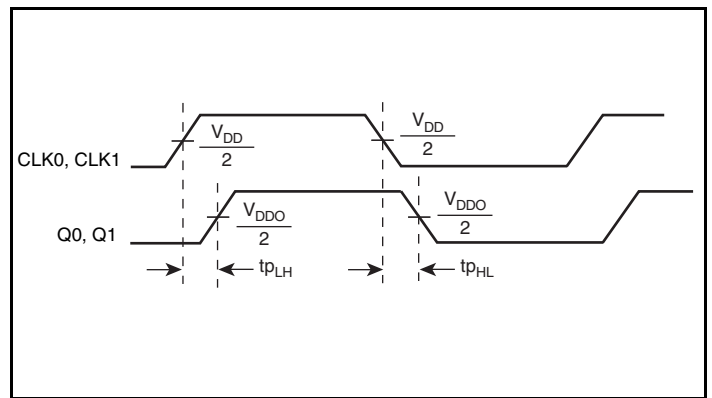 V_DD
2
V_DD
2
CLK0, CLK1
V_DDO
2
V_DDO
2
Q0, Q1
tp_LH
tp_HL